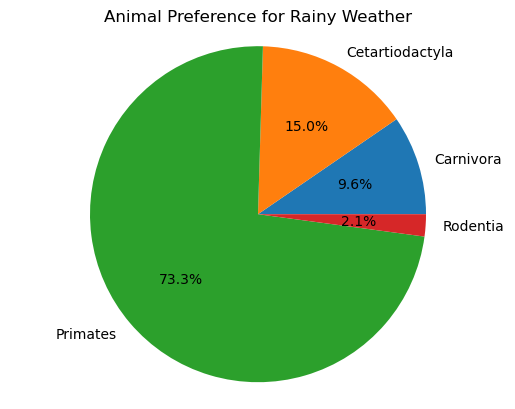 Animal Preference for Rainy Weather
Cetartiodactyla
15.0%
Carnivora
9.6%
2.1%
Rodentia
73.3%
Primates